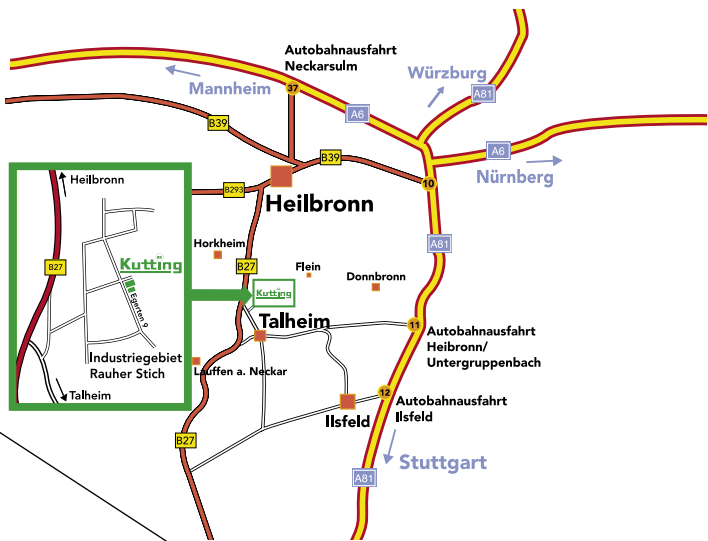 Autobahnausfahrt
Neckarsulm
Würzburg
Mannheim
37
A81
A6
B39
A6
B39
Nürnberg
10
B293
Heilbronn
Heilbronn
A81
Horkheim
B27
B27
Flein
Donnbronn
BK
Kutting
Kutting
Egerten 9
Talheim
11
Autobahnausfahrt
Heibronn/
Untergruppenbach
Industriegebiet
Rauher Stich
Lauffen a. Neckar
Talheim
12
Autobahnausfahrt
Ilsfeld
Ilsfeld
B27
Stuttgart
A81